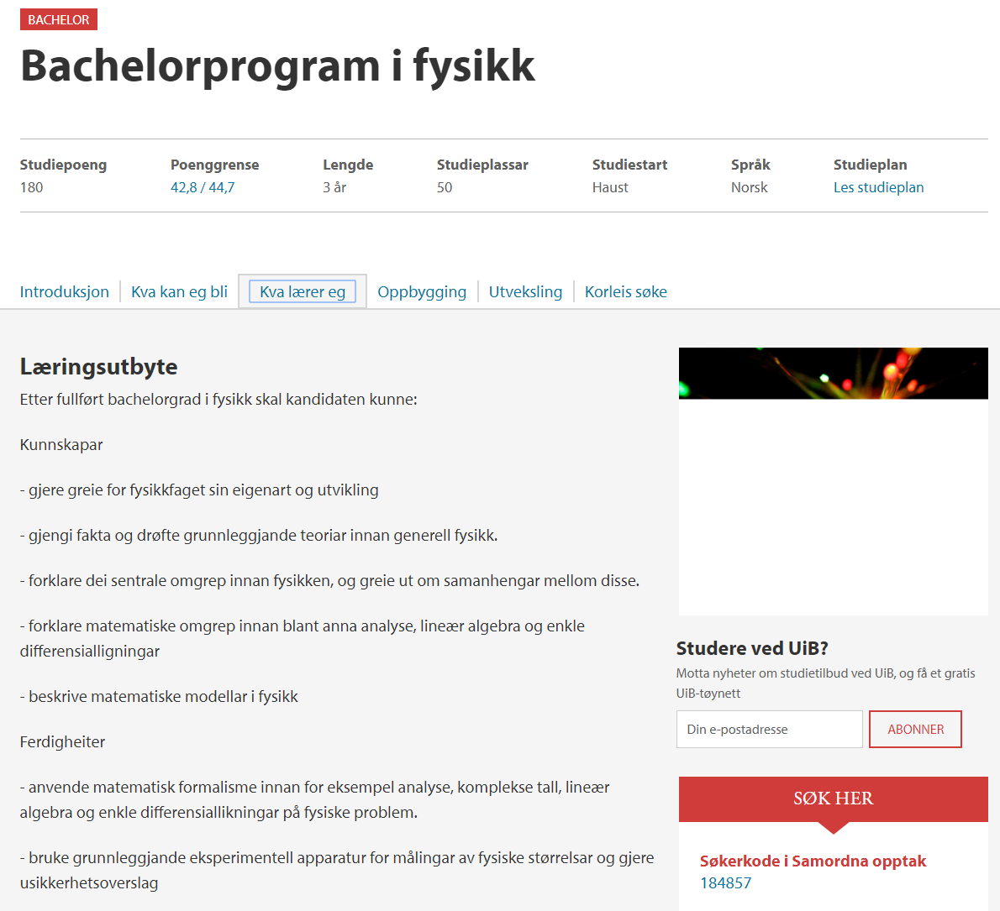 BACHELOR
Bachelorprogram i fysikk
Studiepoeng
180
Poenggrense
42,8 / 44,7
Lengde
3 år
Studieplassar
50
Studiestart
Haust
Språk
Norsk
Studieplan
Les studieplan
Introduksjon
Kva kan eg bli
Kva lærer eg
Oppbygging
Utveksling
Korleis søke
Læringsutbyte
Etter fullført bachelorgrad i fysikk skal kandidaten kunne:
Kunnskapar
- gjere greie for fysikkfaget sin eigenart og utvikling
- gjengi fakta og drøfte grunnleggjande teoriar innan generell fysikk.
- forklare dei sentrale omgrep innan fysikken, og greie ut om samanhengar mellom disse.
- forklare matematiske omgrep innan blant anna analyse, lineær algebra og enkle
differensialligningar
- beskrive matematiske modellar i fysikk
Ferdigheiter
- anvende matematisk formalisme innan for eksempel analyse, komplekse tall, lineær
algebra og enkle differensiallikningar på fysiske problem.
- bruke grunnleggjande eksperimentell apparatur for målingar av fysiske størrelsar og gjere
usikkerhetsoverslag
Studere ved UiB?
Motta nyheter om studietilbud ved UiB, og få et gratis
UiB-tøynett
Din e-postadresse
ABONNER
SØK HER
Søkerkode i Samordna opptak
184857